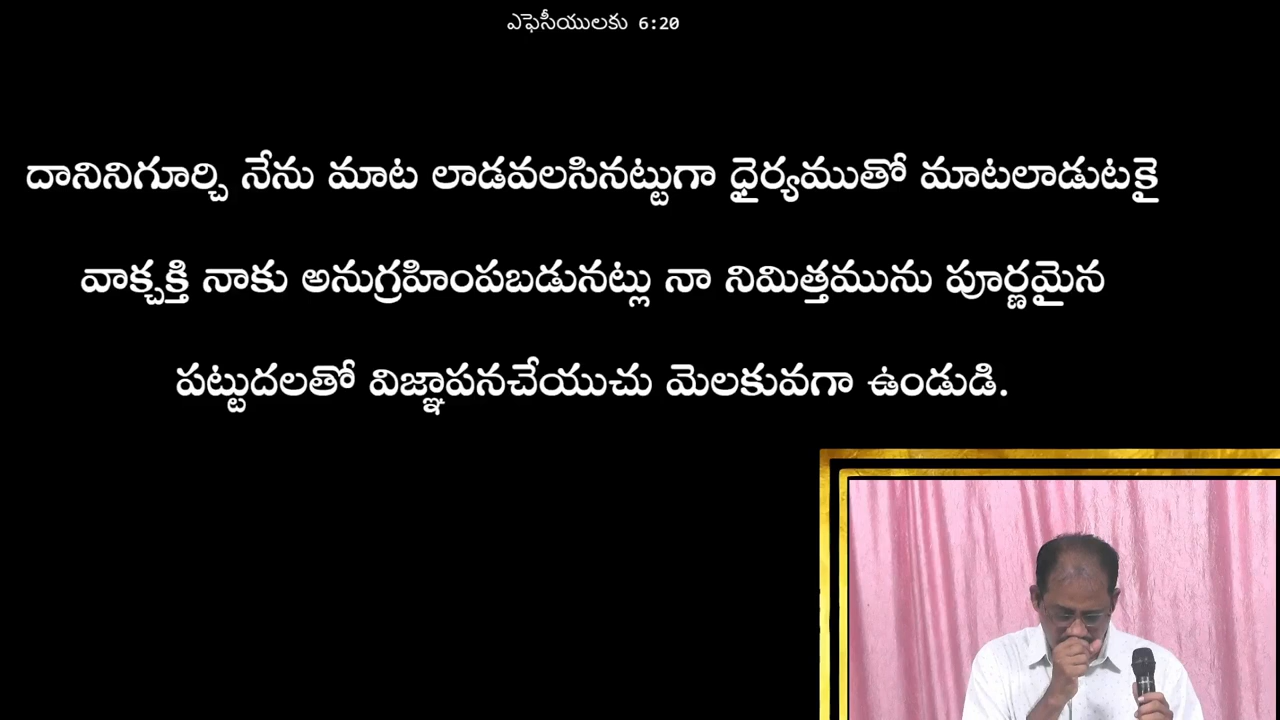 ఎఫెసీయులకు 6:20
దానినిగూర్చి నేను మాట లాడవలసినట్టుగా ధైర్యముతో మాటలాడుటకై
వాక్చక్తి నాకు అనుగ్రహింపబడునట్లు నా నిమిత్తమును పూర్ణమైన
పట్టుదలతో విజ్ఞాపనచేయుచు మెలకువగా ఉండుడి.